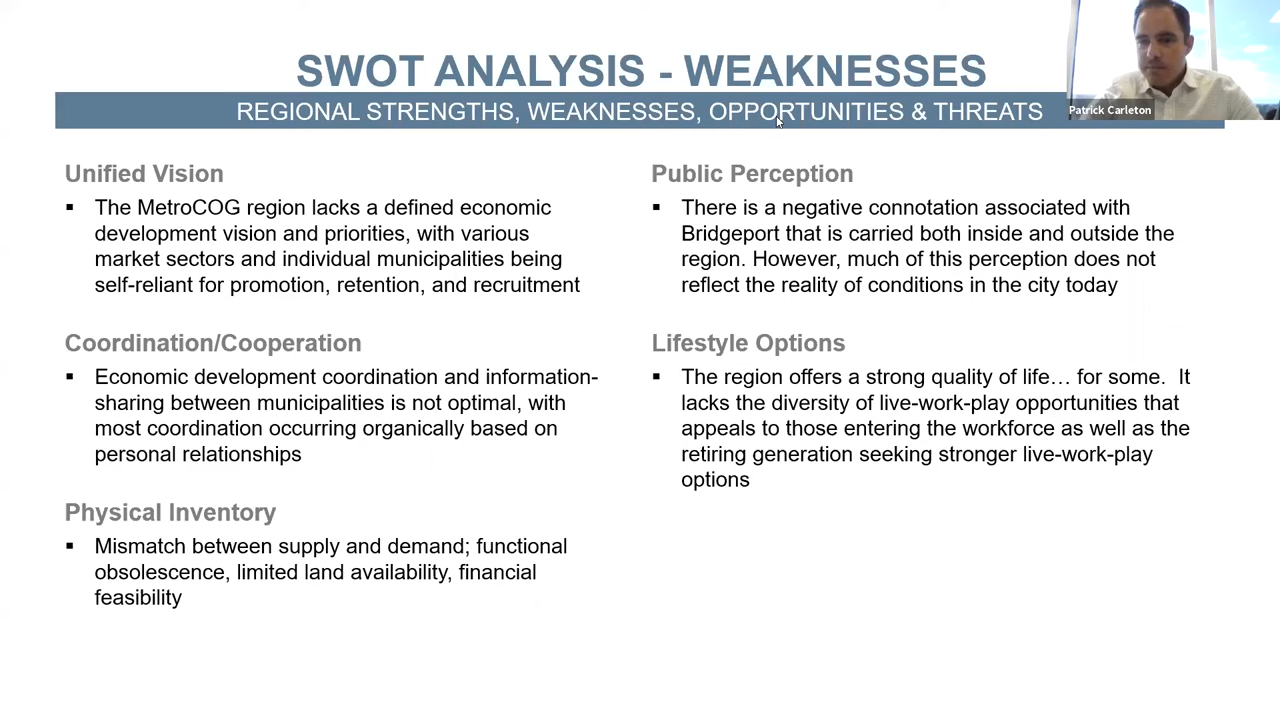 SWOT ANALYSIS - WEAKNESSES
REGIONAL STRENGTHS, WEAKNESSES, OPPORTUNITIES & THREATS
Patrick Carleton
Unified Vision
▪ The MetroCOG region lacks a defined economic
development vision and priorities, with various
market sectors and individual municipalities being
self-reliant for promotion, retention, and recruitment
Coordination/Cooperation
▪ Economic development coordination and information-
sharing between municipalities is not optimal, with
most coordination occurring organically based on
personal relationships
Physical Inventory
▪ Mismatch between supply and demand; functional
obsolescence, limited land availability, financial
feasibility
Public Perception
▪ There is a negative connotation associated with
Bridgeport that is carried both inside and outside the
region. However, much of this perception does not
reflect the reality of conditions in the city today
Lifestyle Options
▪ The region offers a strong quality of life… for some.  It
lacks the diversity of live-work-play opportunities that
appeals to those entering the workforce as well as the
retiring generation seeking stronger live-work-play
options